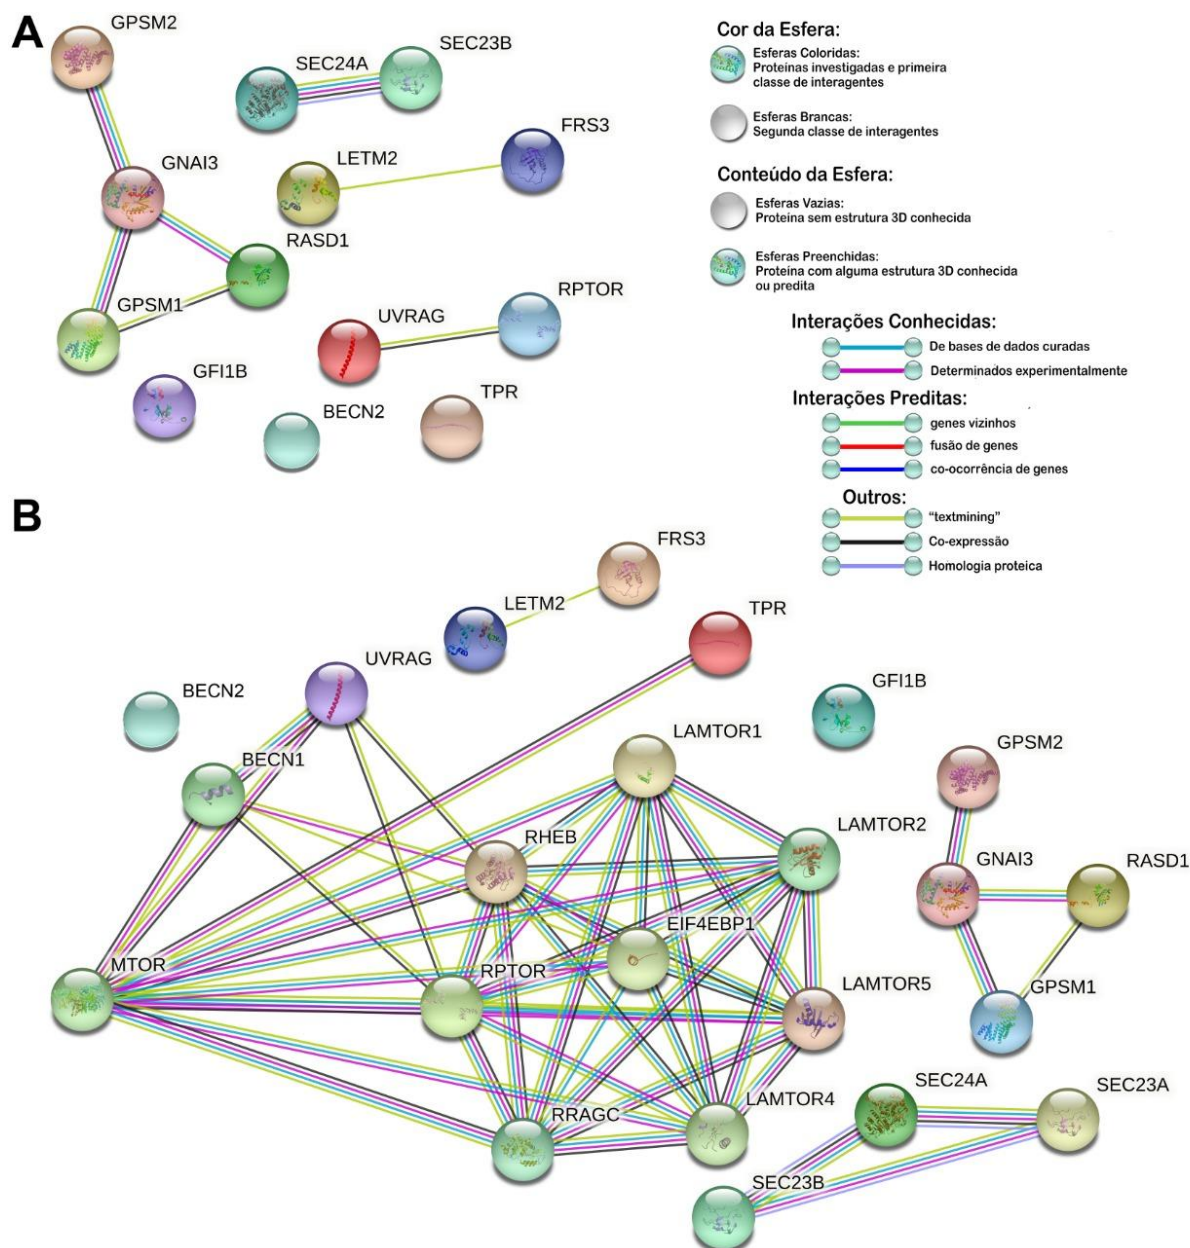 A
GPSM2
SEC24A
SEC23B
GNAI3
LETM2
FRS3
RASD1
GPSM1
UVRAG
RPTOR
GFI1B
BECN2
TPR
Cor da Esfera:
Esferas Coloridas:
Proteínas investigadas e primeira
classe de interagentes
Esferas Brancas:
Segunda classe de interagentes
Conteúdo da Esfera:
Esferas Vazias:
Proteína sem estrutura 3D conhecida
Esferas Preenchidas:
Proteína com alguma estrutura 3D conhecida
ou predita
Interações Conhecidas:
De bases de dados curadas
Determinados experimentalmente
Interações Preditas:
genes vizinhos
fusão de genes
co-ocorrência de genes
Outros:
“textmining”
Co-expressão
Homologia proteica
B
FRS3
LETM2
TPR
UVRAG
BECN2
GFI1B
BECN1
LAMTOR1
GPSM2
RHEB
LAMTOR2
GNAI3
RASD1
EIF4EBP1
MTOR
RPTOR
LAMTOR5
GPSM1
SEC24A
SEC23A
RRAGC
LAMTOR4
SEC23B